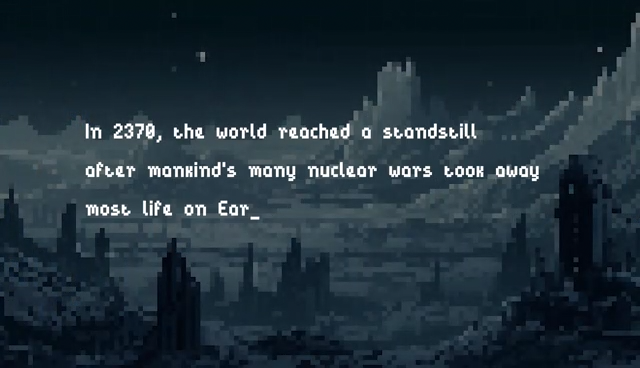 In 2370, the world reached a standstill
after mankind's many nuclear wars took away
most life on Ear_